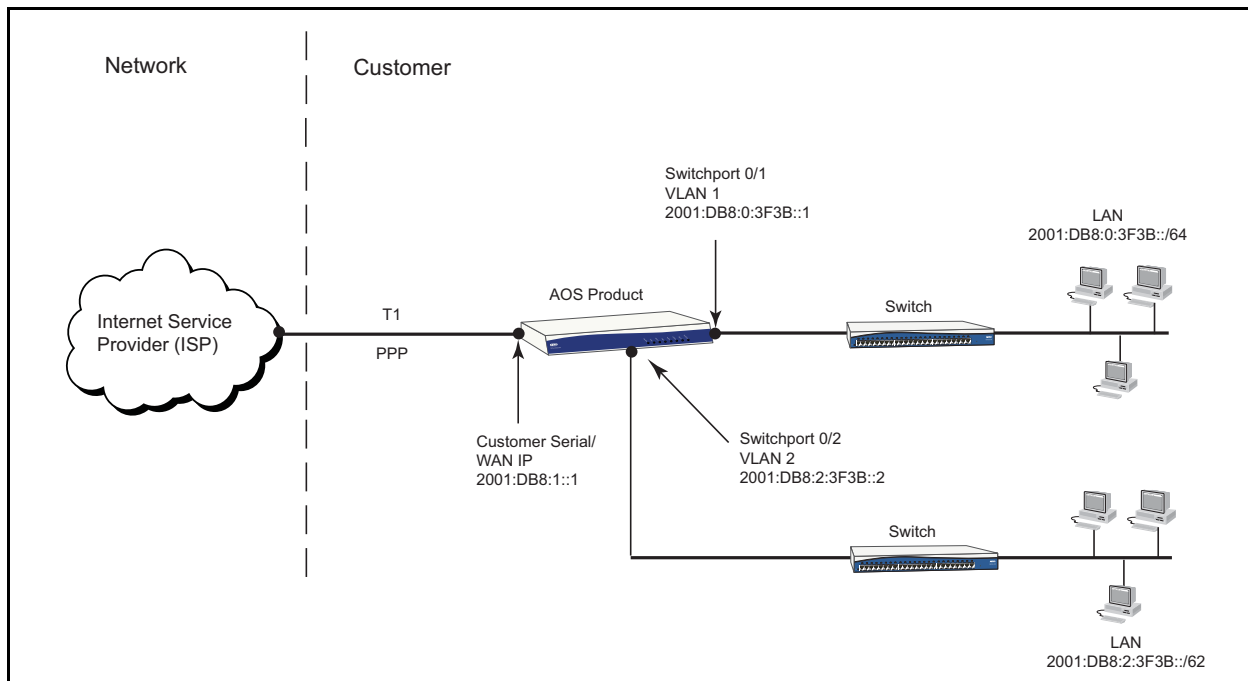 Network
Customer
Switchport 0/1
VLAN 1
2001:DB8:0:3F3B::1
LAN
2001:DB8:0:3F3B::/64
AOS Product
Switch
Internet Service
Provider (ISP)
T1
PPP
Customer Serial/
WAN IP
2001:DB8:1::1
Switchport 0/2
VLAN 2
2001:DB8:2:3F3B::2
Switch
LAN
2001:DB8:2:3F3B::/62